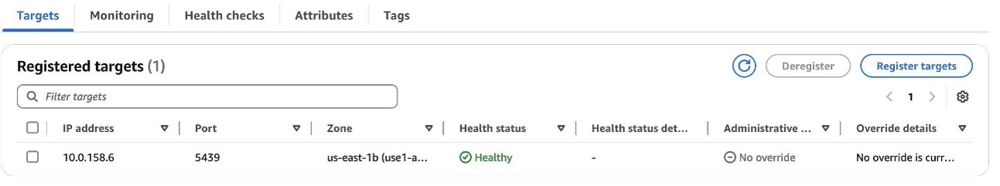 Targets Monitoring Health checks Attributes Tags
Registered targets (1) Deregister Register targets
Filter targets 1
IP address Port Zone Health status Health status det... Administrative ... Override details
10.0.158.6 5439 us-east-1b (use1-a... Healthy - No override No override is curr...